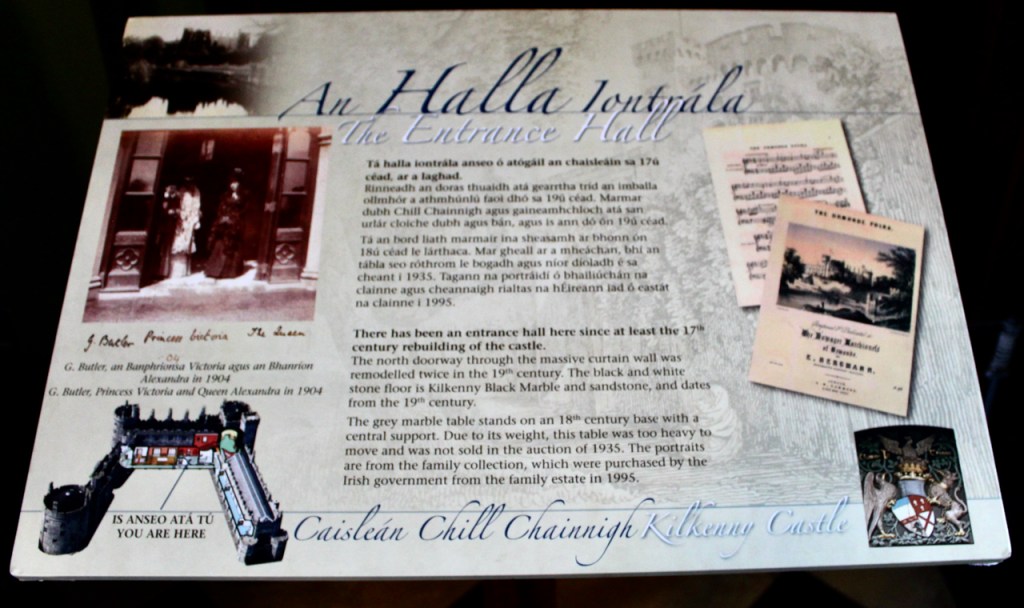 An Halla Iontrála
The Entrance Hall
Tá halla iontrála anseo ó atógáil an chaisleáin sa 17ú
céad, ar a laghad.
Rinneadh an doras thuaidh atá gearrtha tríd an imballa
ollmhór a athmhúnlú faoi dhó sa 19ú céad. Marmar
dubh Chill Chainnigh agus gaineamhchloch atá san
urlár cloiche dubh agus bán, agus is ann dó ón 19ú céad.
Tá an bord liath marmair ina sheasamh ar bhonn ón
18ú céad le lárthaca. Mar gheall ar a mheáchan, bhí an
tábla seo róthrom le bogadh agus níor díoladh é sa
cheant i 1935. Tagann na portráidí ó bhailiúchán na
clainne agus cheannaigh rialtas na hÉireann iad ó eastát
na clainne i 1995.
There has been an entrance hall here since at least the 17th
century rebuilding of the castle.
The north doorway through the massive curtain wall was
remodelled twice in the 19th century. The black and white
stone floor is Kilkenny Black Marble and sandstone, and dates
from the 19th century.
The grey marble table stands on an 18th century base with a
central support. Due to its weight, this table was too heavy to
move and was not sold in the auction of 1935. The portraits
are from the family collection, which were purchased by the
Irish government from the family estate in 1995.
G. Butler Princess Victoria The Queen
G. Butler, an Banphrionsa Victoria agus an Bhanríon
Alexandra in 1904
G. Butler, Princess Victoria and Queen Alexandra in 1904
IS ANSEO ATÁ TÚ
YOU ARE HERE
THE ORMONDE POLKA.
The Dowager Marchioness
of Ormonde
Caisleán Chill Chainnigh Kilkenny Castle